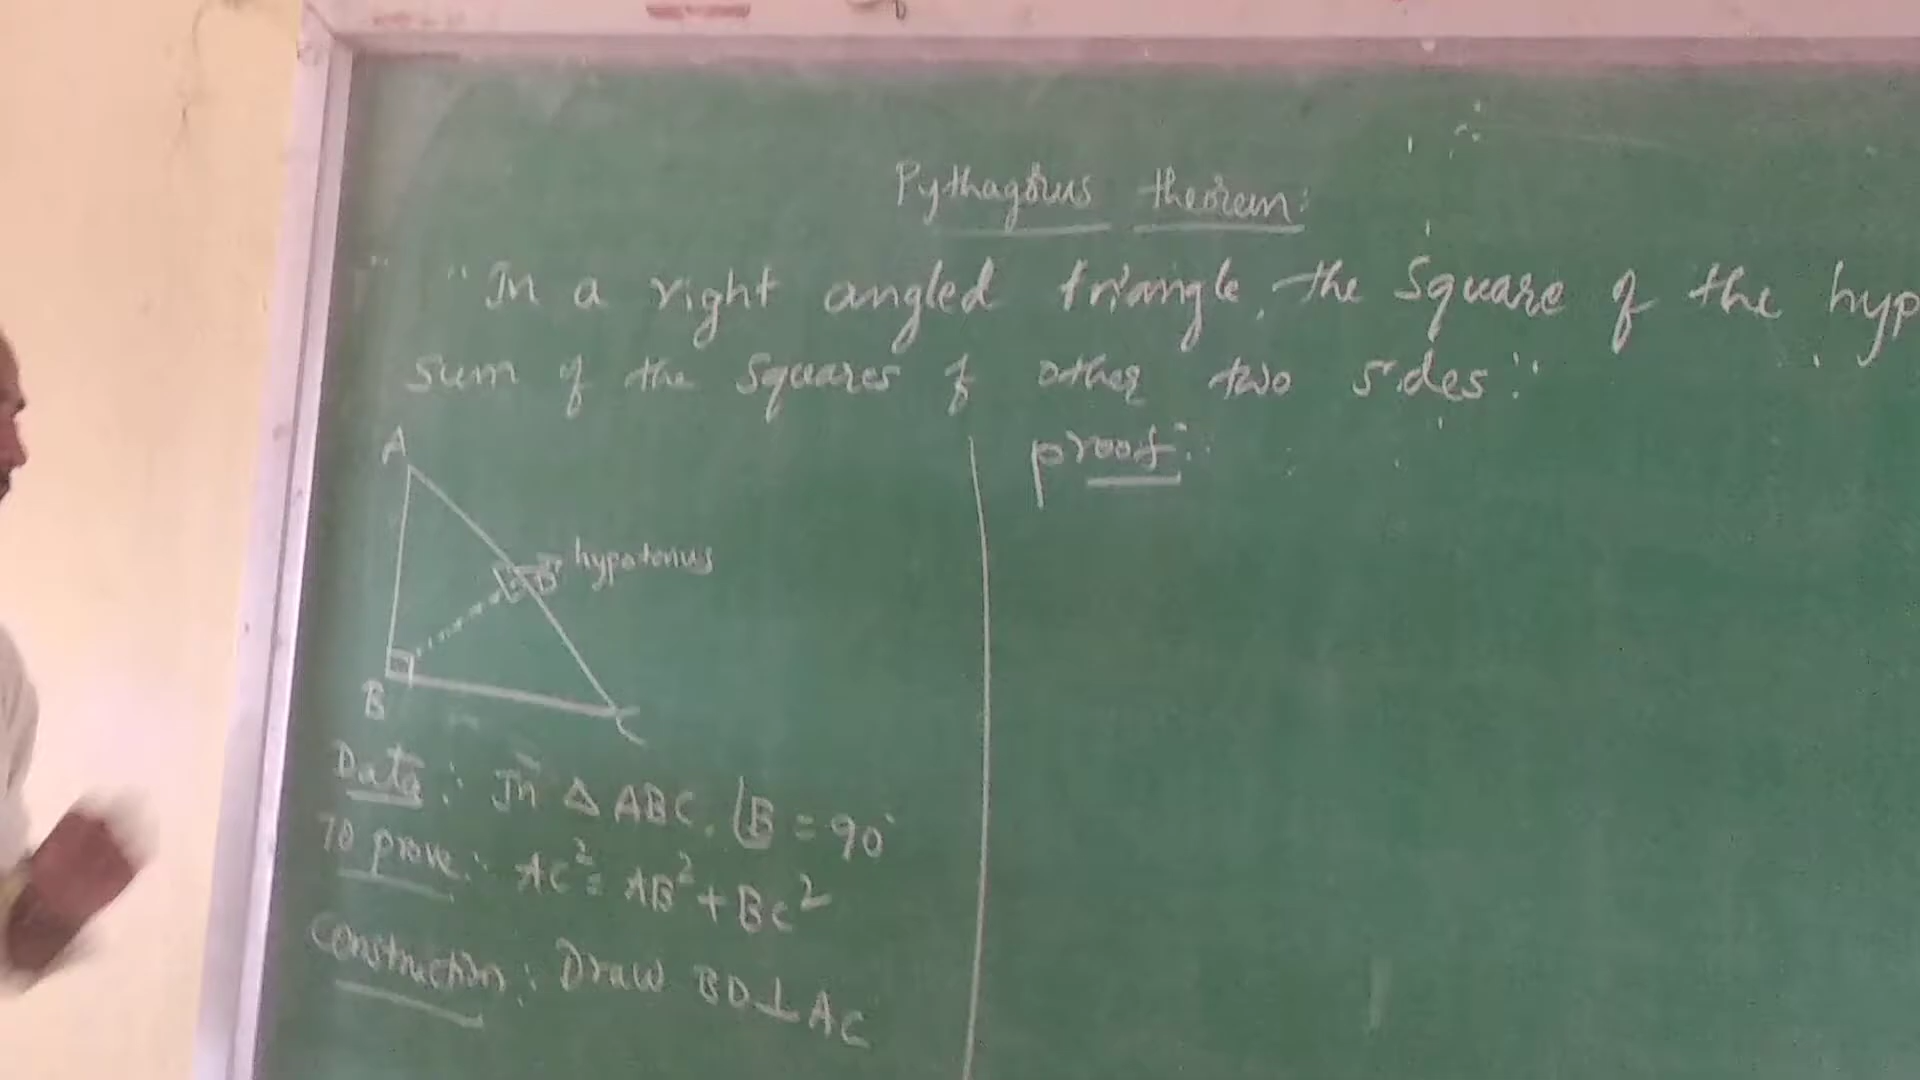 Pythagorus theorem:
"In a right angled triangle, the square of the hyp
sum of the squares of other two sides."
A
proof:
hypotenus
D
B
C
Data: In △ ABC, ∠B = 90°
To prove: AC² = AB² + BC²
Construction: Draw BD ⊥ AC